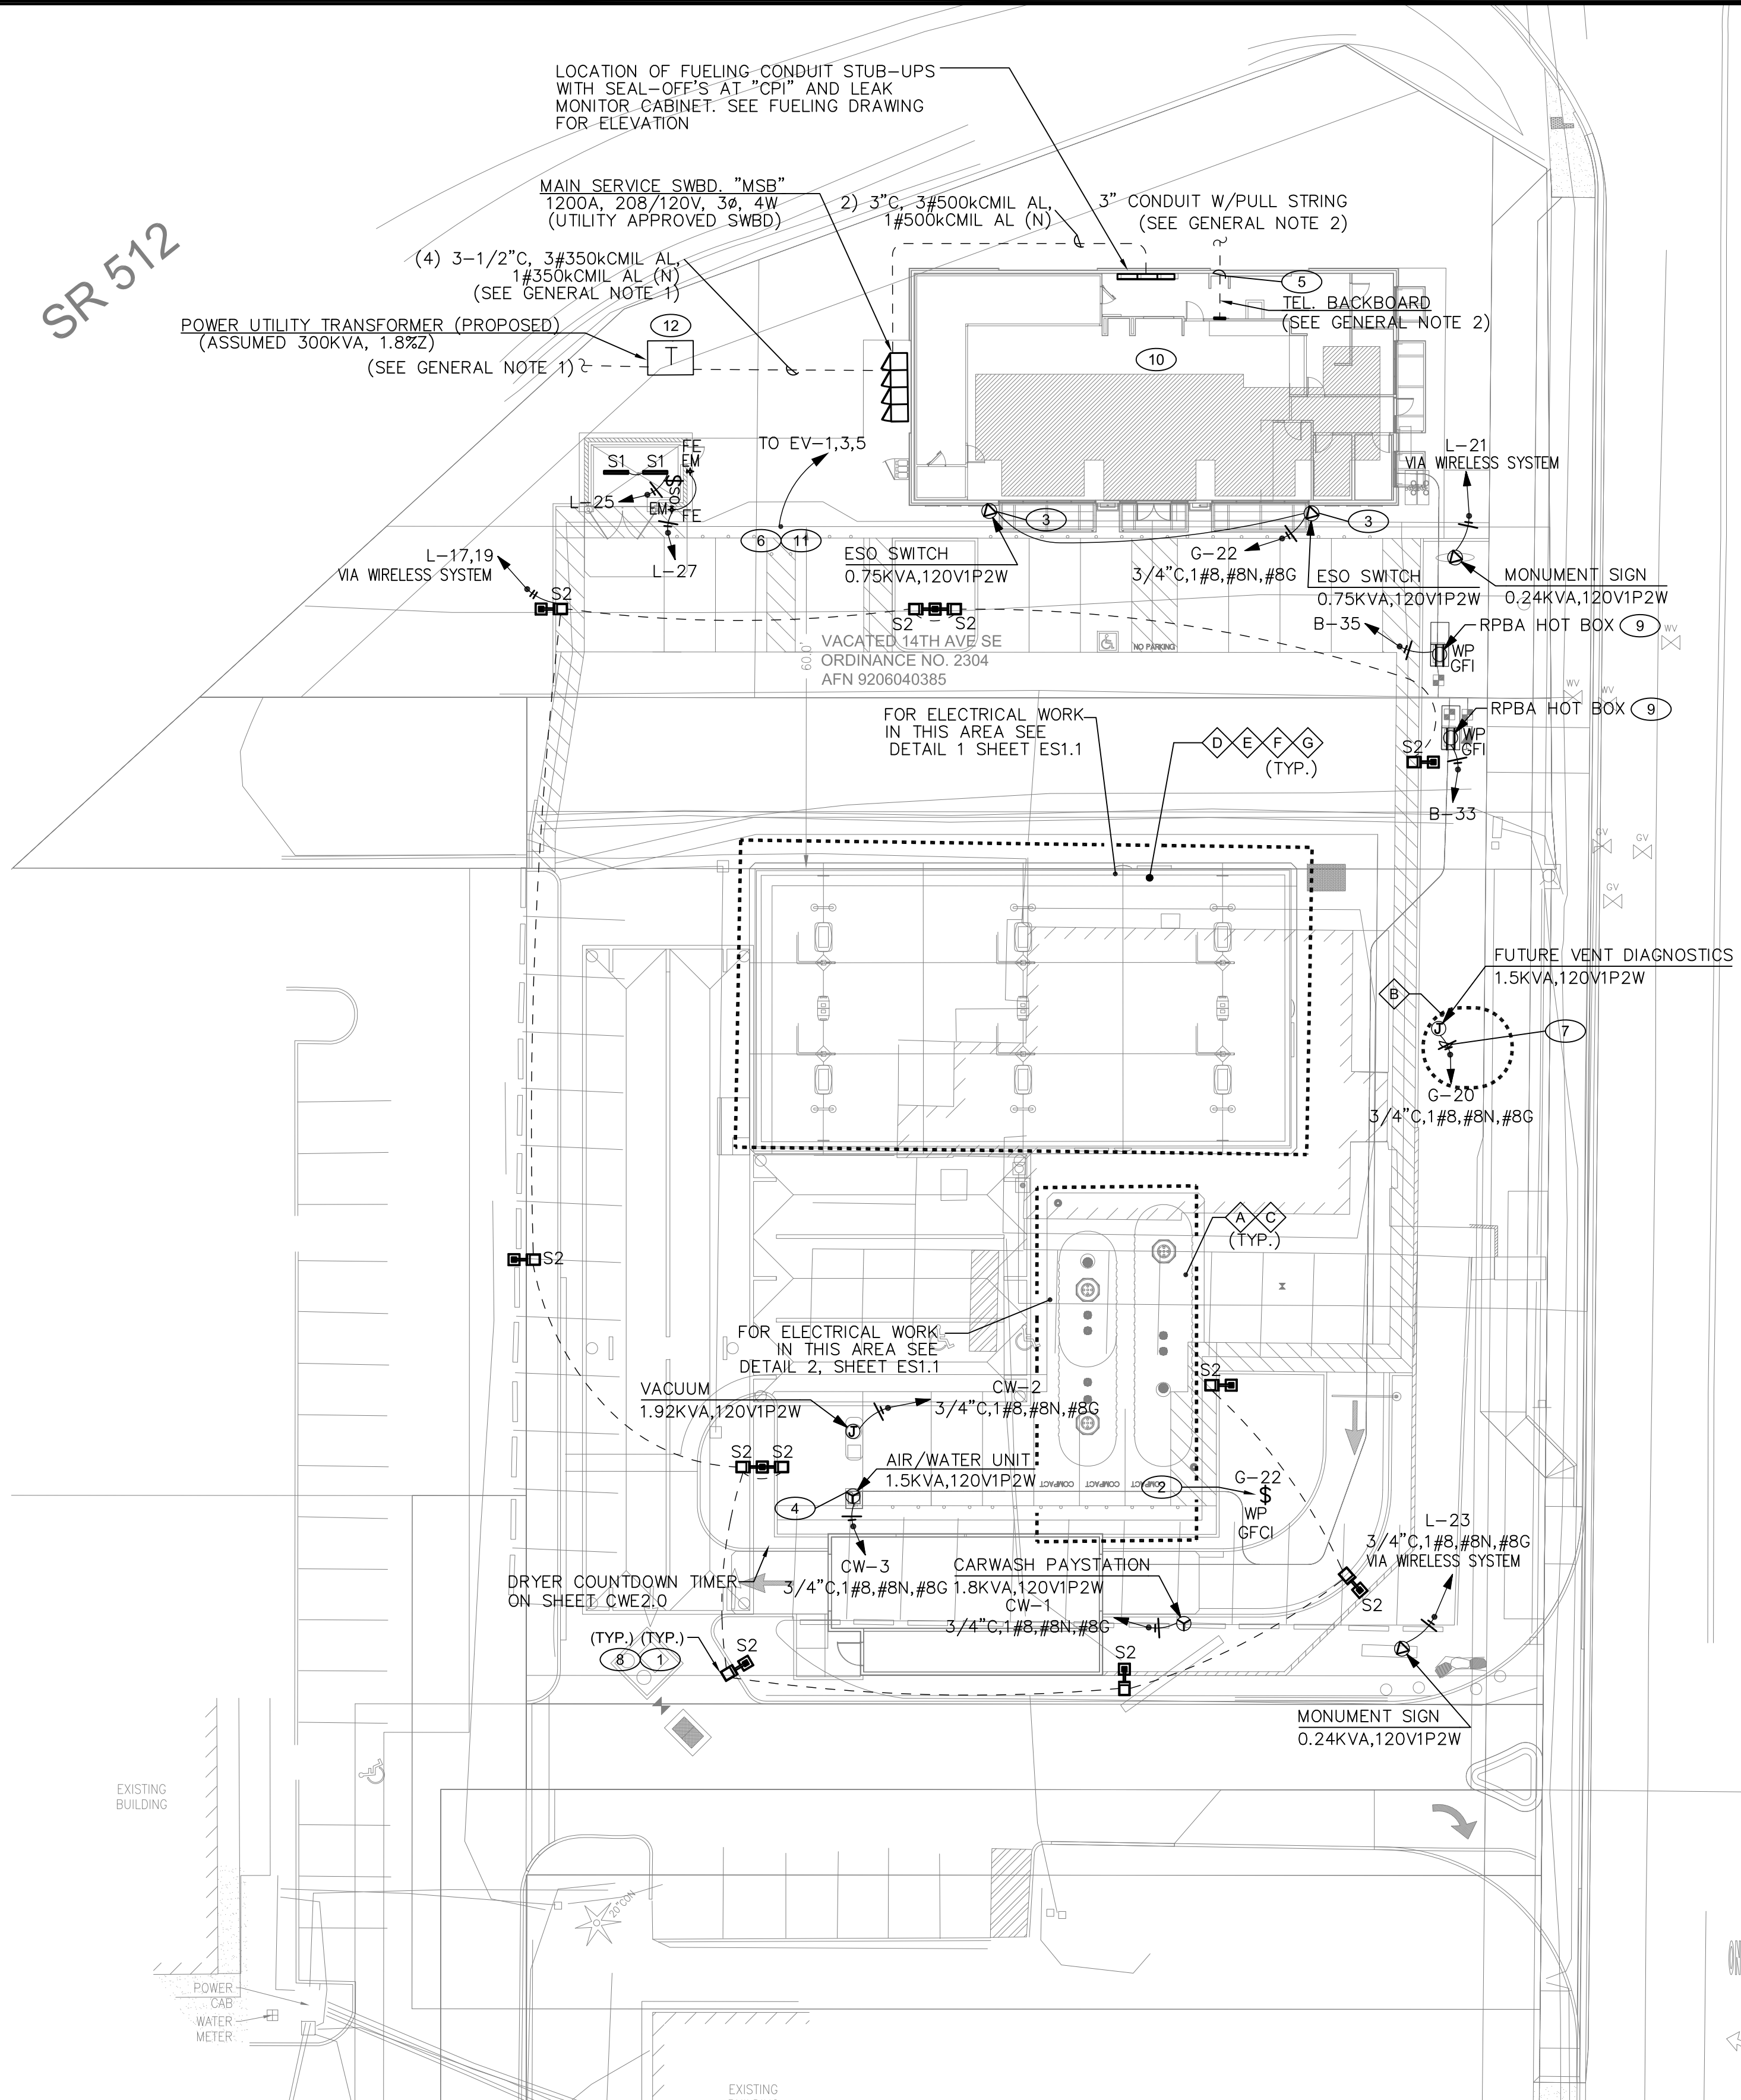 LOCATION OF FUELING CONDUIT STUB-UPS
WITH SEAL-OFF'S AT "CPI" AND LEAK
MONITOR CABINET. SEE FUELING DRAWING
FOR ELEVATION
MAIN SERVICE SWBD. "MSB"
1200A, 208/120V, 3ø, 4W
(UTILITY APPROVED SWBD)
2) 3"C, 3#500kCMIL AL,
1#500kCMIL AL (N)
3" CONDUIT W/PULL STRING
(SEE GENERAL NOTE 2)
SR 512
(4) 3-1/2"C, 3#350kCMIL AL,
1#350kCMIL AL (N)
(SEE GENERAL NOTE 1)
5
TEL. BACKBOARD
(SEE GENERAL NOTE 2)
POWER UTILITY TRANSFORMER (PROPOSED)
(ASSUMED 300KVA, 1.8%Z)
(SEE GENERAL NOTE 1)
12
T
10
TO EV-1,3,5
L-21
VIA WIRELESS SYSTEM
FE
EM
S1
S1
L-25
$
OS
EM
FE
L-27
3
3
6
11
L-17,19
VIA WIRELESS SYSTEM
ESO SWITCH
0.75KVA,120V1P2W
G-22
3/4"C,1#8,#8N,#8G
ESO SWITCH
0.75KVA,120V1P2W
MONUMENT SIGN
0.24KVA,120V1P2W
S2
S2
S2
B-35
RPBA HOT BOX
9
WV
WP
GFI
VACATED 14TH AVE SE
ORDINANCE NO. 2304
AFN 9206040385
60.0'
NO PARKING
WV
WV
RPBA HOT BOX
9
WP
GFI
S2
B-33
FOR ELECTRICAL WORK
IN THIS AREA SEE
DETAIL 1 SHEET ES1.1
D
E
F
G
(TYP.)
GV
GV
GV
FUTURE VENT DIAGNOSTICS
1.5KVA,120V1P2W
B
J
7
G-20
3/4"C,1#8,#8N,#8G
A
C
(TYP.)
S2
FOR ELECTRICAL WORK
IN THIS AREA SEE
DETAIL 2, SHEET ES1.1
S2
VACUUM
1.92KVA,120V1P2W
CW-2
3/4"C,1#8,#8N,#8G
J
S2
S2
AIR/WATER UNIT
1.5KVA,120V1P2W
COMPACT
COMPACT
COMPACT
2
G-22
$
WP
GFCI
4
L-23
3/4"C,1#8,#8N,#8G
VIA WIRELESS SYSTEM
CW-3
3/4"C,1#8,#8N,#8G
CARWASH PAYSTATION
1.8KVA,120V1P2W
CW-1
3/4"C,1#8,#8N,#8G
DRYER COUNTDOWN TIMER
ON SHEET CWE2.0
S2
(TYP.)
(TYP.)
8
1
S2
S2
MONUMENT SIGN
0.24KVA,120V1P2W
EXISTING
BUILDING
20"CON
POWER
CAB
WATER
METER
EXISTING